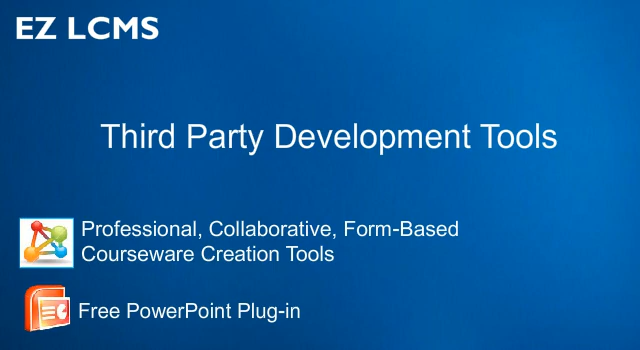 EZ LCMS
Third Party Development Tools
Professional, Collaborative, Form-Based
Courseware Creation Tools
Free PowerPoint Plug-in